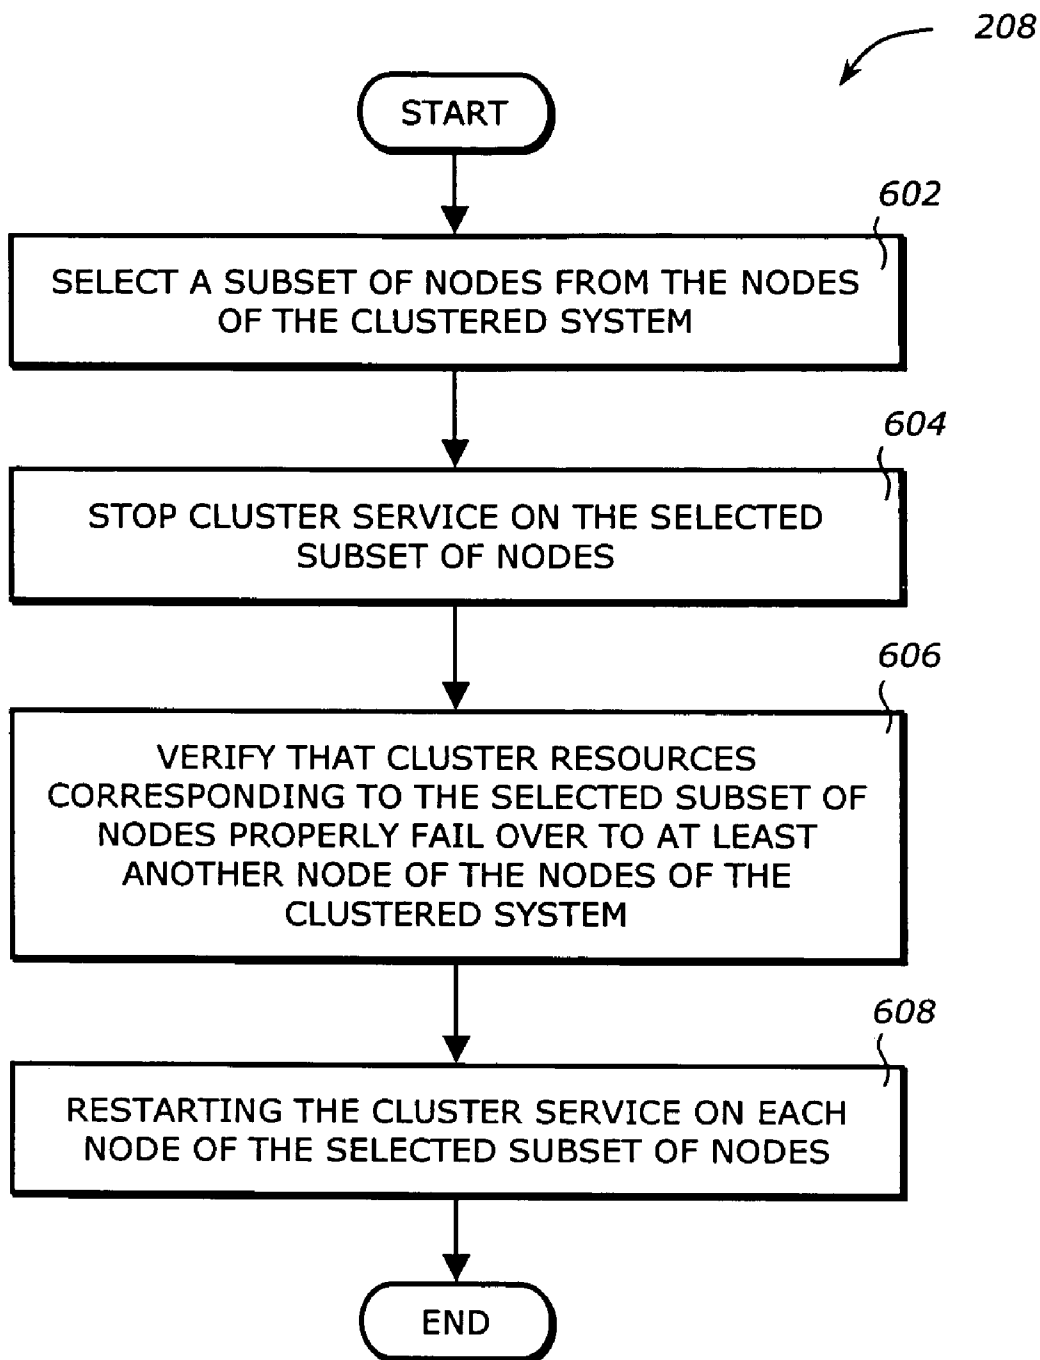 208
START
602
SELECT A SUBSET OF NODES FROM THE NODES
OF THE CLUSTERED SYSTEM
604
STOP CLUSTER SERVICE ON THE SELECTED
SUBSET OF NODES
606
VERIFY THAT CLUSTER RESOURCES
CORRESPONDING TO THE SELECTED SUBSET OF
NODES PROPERLY FAIL OVER TO AT LEAST
ANOTHER NODE OF THE NODES OF THE
CLUSTERED SYSTEM
608
RESTARTING THE CLUSTER SERVICE ON EACH
NODE OF THE SELECTED SUBSET OF NODES
END